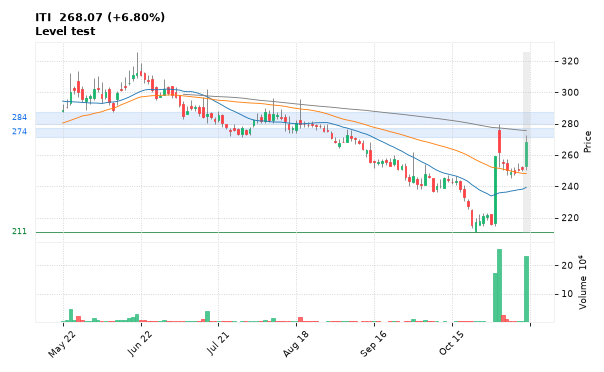 ITI 268.07 (+6.80%)
Level test
320
300
284
280
274
260
240
220
211
Price
20
10
Volume 10⁴
May 22
Jun 22
Jul 21
Aug 18
Sep 16
Oct 15